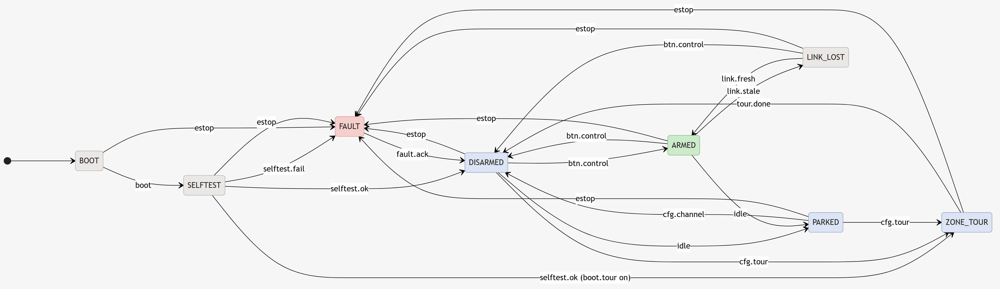 estop
estop
btn.control
LINK_LOST
link.fresh
link.stale
tour.done
estop
estop
estop
FAULT
estop
btn.control
ARMED
fault.ack
BOOT
DISARMED
btn.control
selftest.fail
boot
SELFTEST
selftest.ok
estop
cfg.channel
idle
PARKED
cfg.tour
ZONE_TOUR
idle
cfg.tour
selftest.ok (boot.tour on)